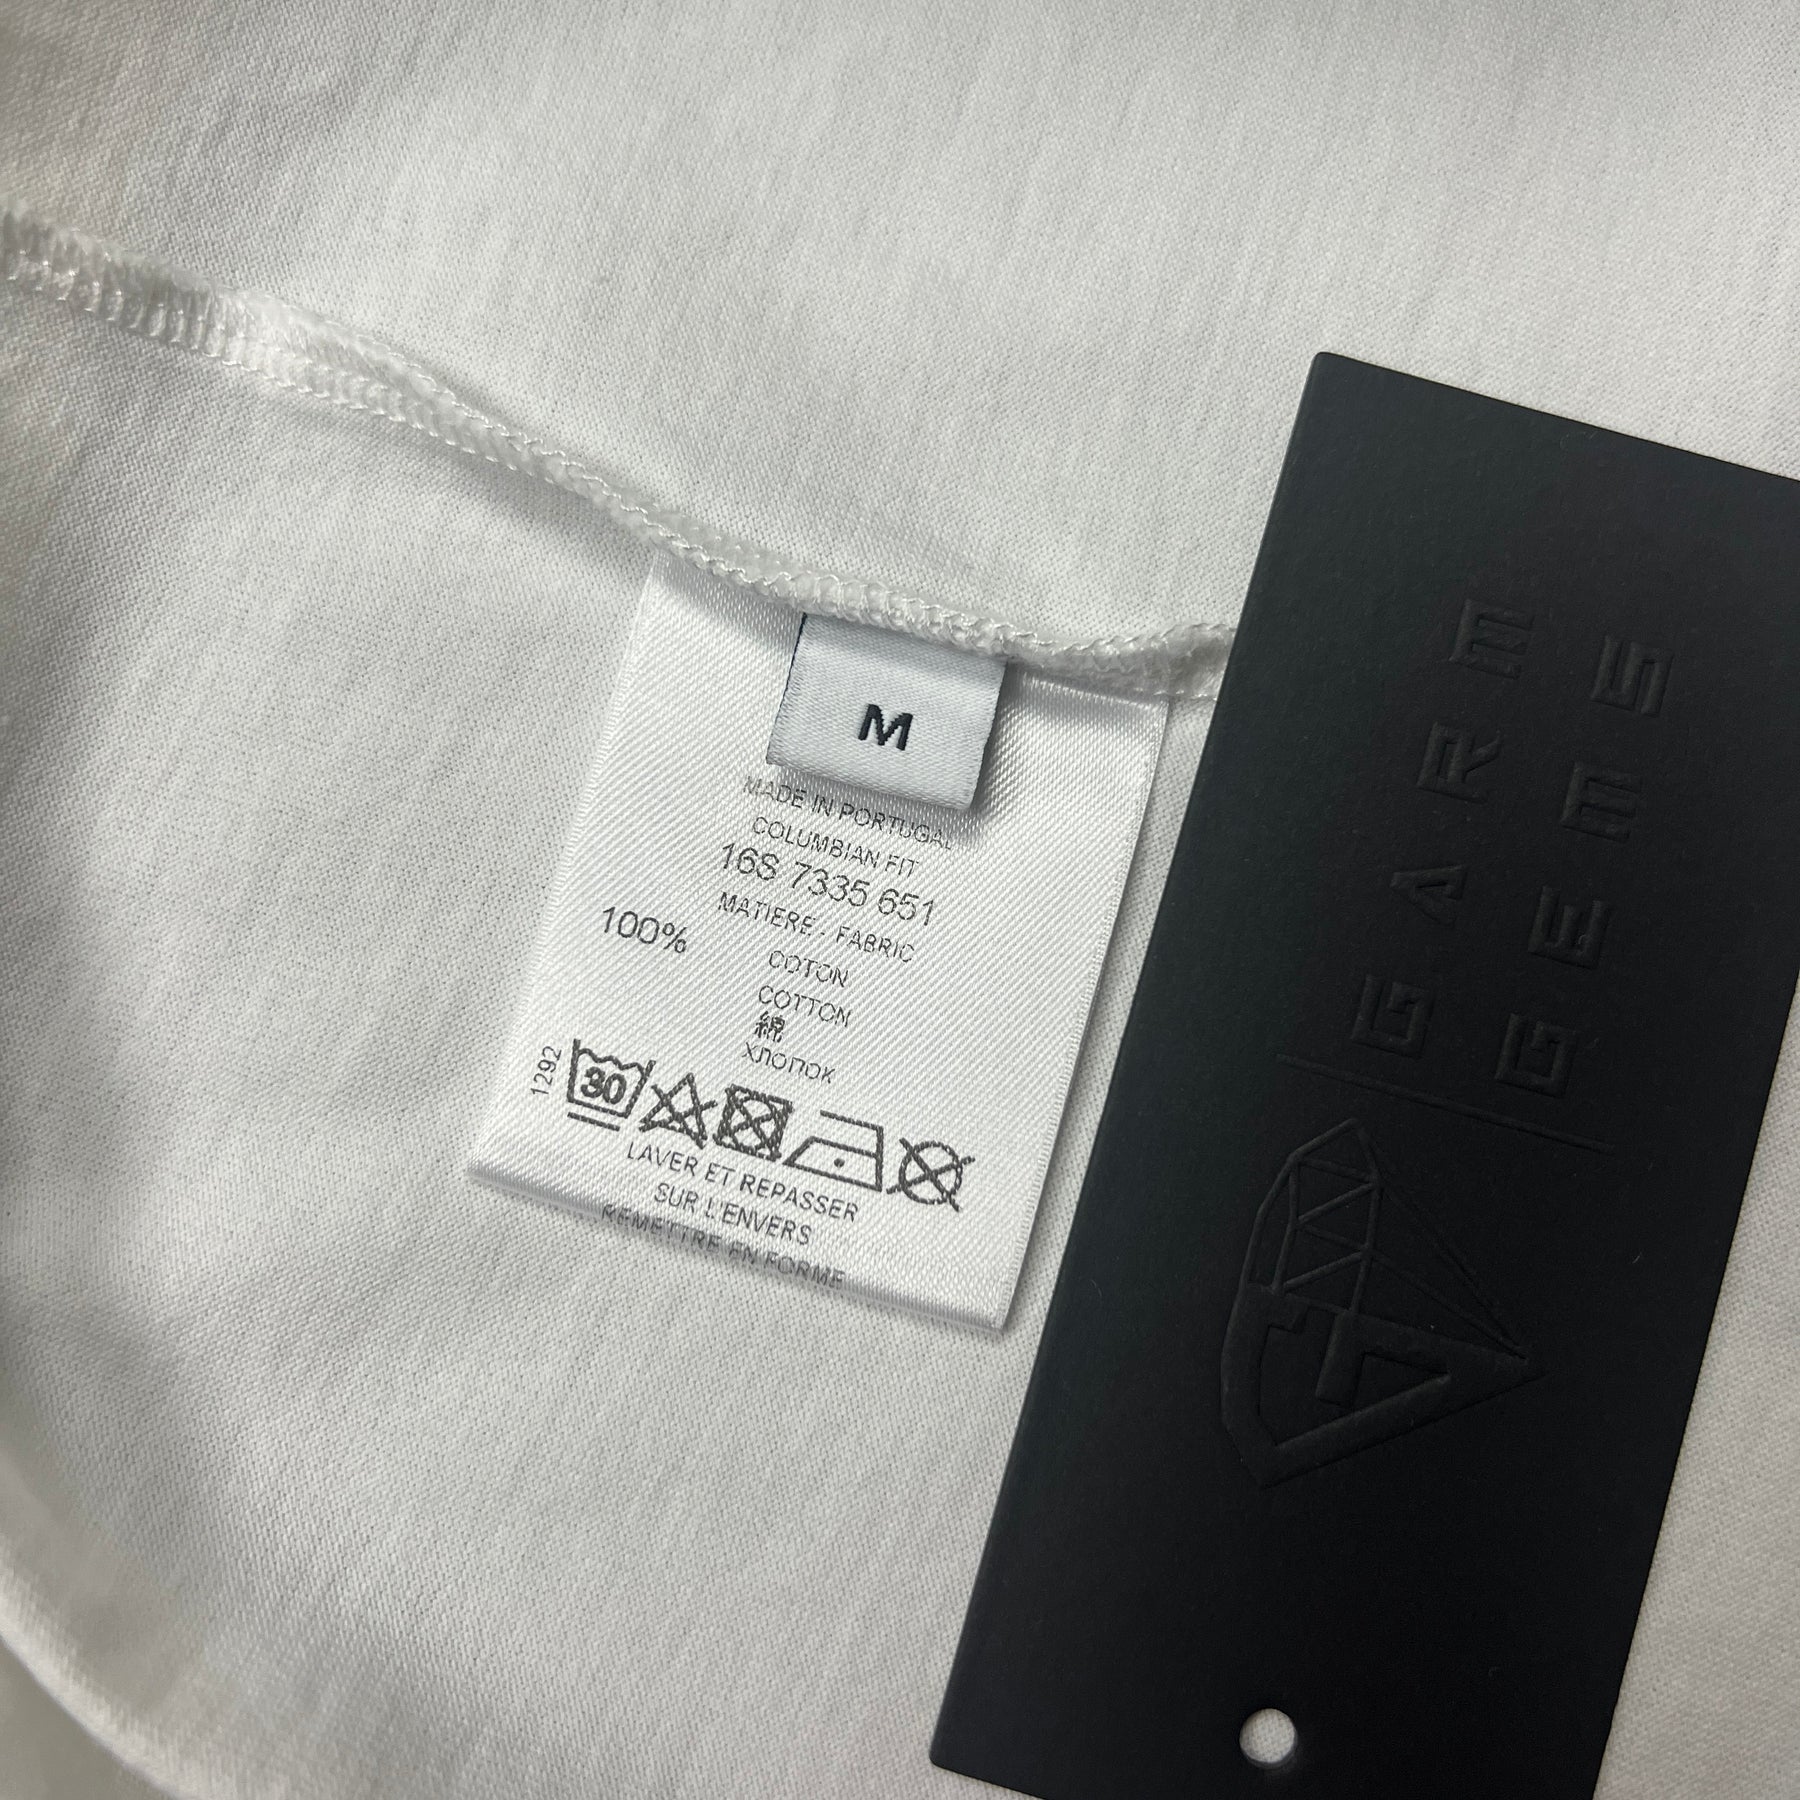 M
MADE IN PORTUGAL
COLUMBIAN FIT
16S 7335 651
MATIERE - FABRIC
100%
COTON
COTTON
綿
ХЛОПОК
1292
30
LAVER ET REPASSER
SUR L'ENVERS
REMETTRE EN FORME
GARM
GEMS